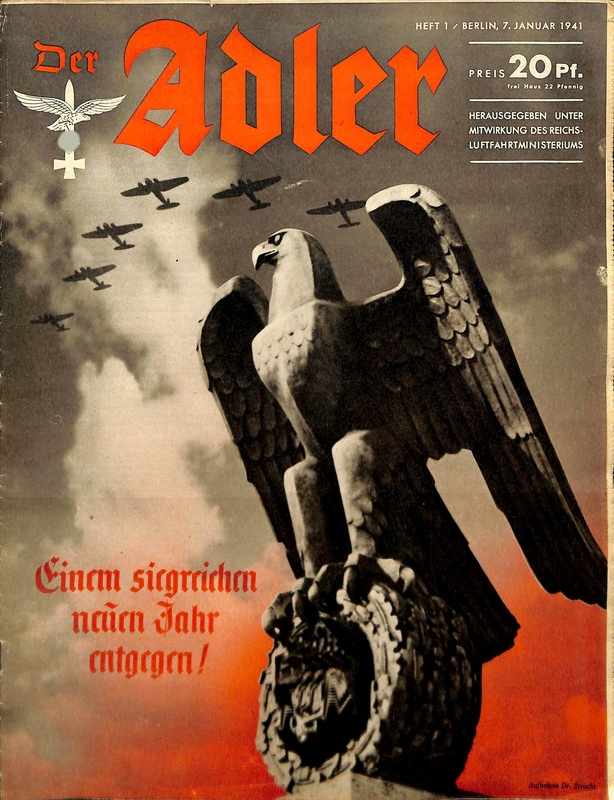 HEFT 1 / BERLIN, 7. JANUAR 1941
Der Adler
PREIS 20 Pf.
frei Haus 22 Pfennig
HERAUSGEGEBEN UNTER
MITWIRKUNG DES REICHS-
LUFTFAHRTMINISTERIUMS
Einem siegreichen
neuen Jahr
entgegen!
Aufnahme Dr. Strache